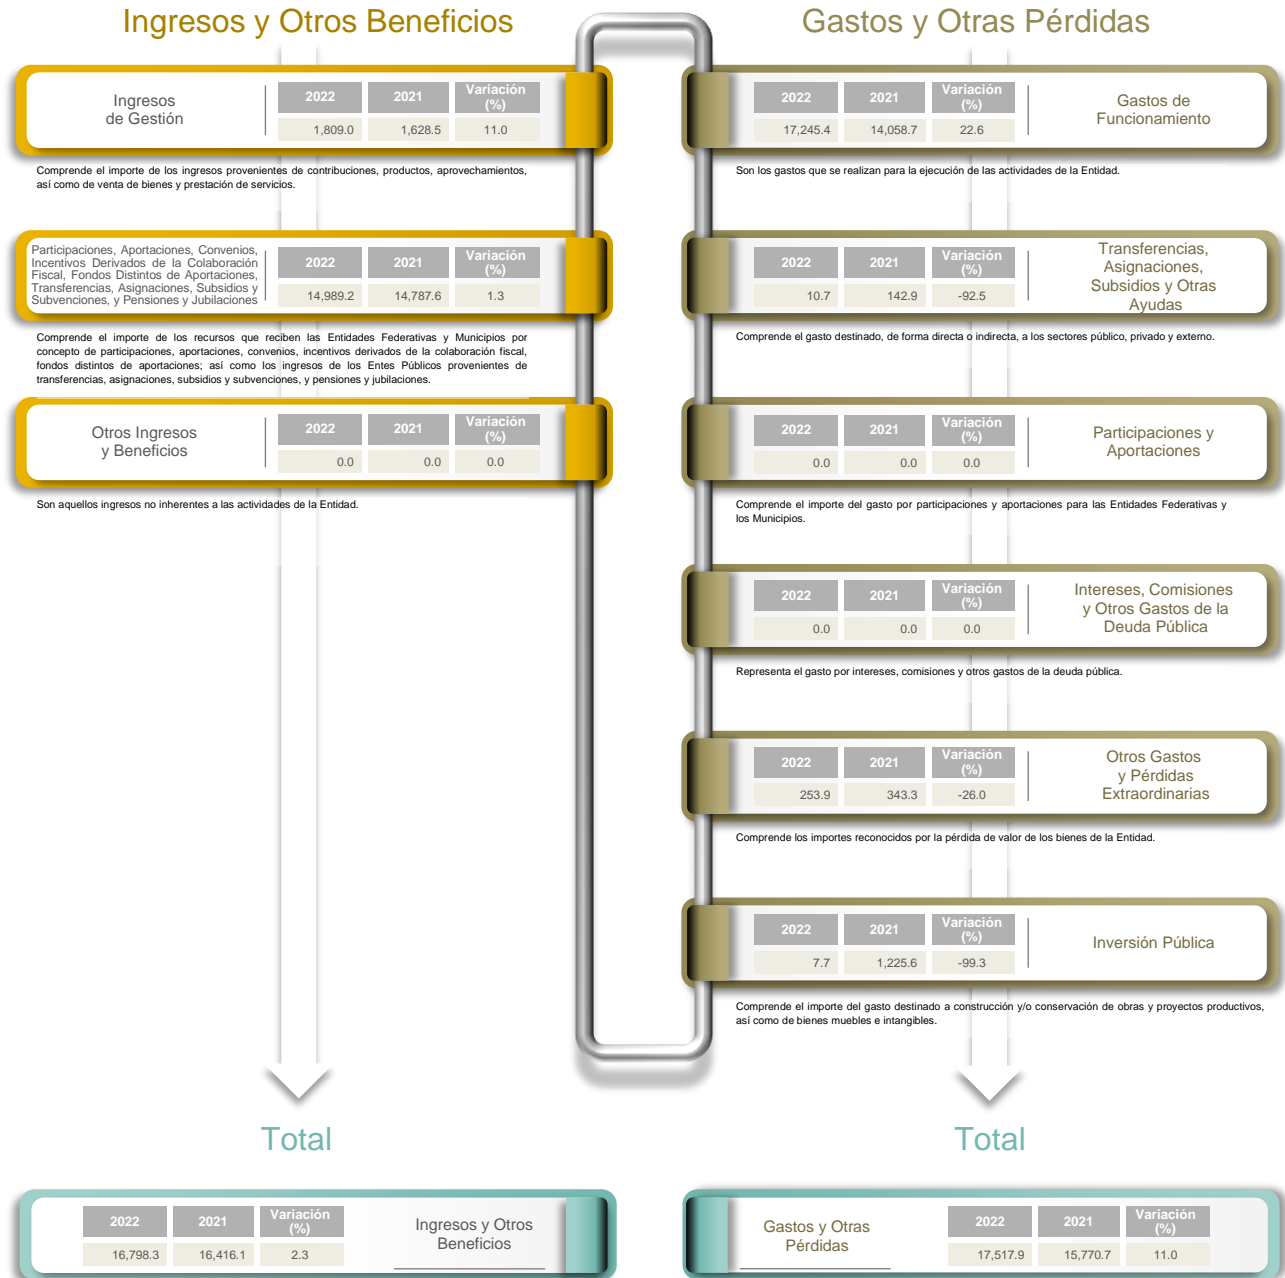 Ingresos y Otros Beneficios
Ingresos
de Gestión
2022 2021 Variación
(%)
1,809.0 1,628.5 11.0
Comprende el importe de los ingresos provenientes de contribuciones, productos, aprovechamientos,
así como de venta de bienes y prestación de servicios.
Participaciones, Aportaciones, Convenios,
Incentivos Derivados de la Colaboración
Fiscal, Fondos Distintos de Aportaciones,
Transferencias, Asignaciones, Subsidios y
Subvenciones, y Pensiones y Jubilaciones
2022 2021 Variación
(%)
14,989.2 14,787.6 1.3
Comprende el importe de los recursos que reciben las Entidades Federativas y Municipios por
concepto de participaciones, aportaciones, convenios, incentivos derivados de la colaboración fiscal,
fondos distintos de aportaciones; así como los ingresos de los Entes Públicos provenientes de
transferencias, asignaciones, subsidios y subvenciones, y pensiones y jubilaciones.
Otros Ingresos
y Beneficios
2022 2021 Variación
(%)
0.0 0.0 0.0
Son aquellos ingresos no inherentes a las actividades de la Entidad.
Total
2022 2021 Variación
(%)
16,798.3 16,416.1 2.3
Ingresos y Otros
Beneficios
Gastos y Otras Pérdidas
2022 2021 Variación
(%)
17,245.4 14,058.7 22.6
Gastos de
Funcionamiento
Son los gastos que se realizan para la ejecución de las actividades de la Entidad.
2022 2021 Variación
(%)
10.7 142.9 -92.5
Transferencias,
Asignaciones,
Subsidios y Otras
Ayudas
Comprende el gasto destinado, de forma directa o indirecta, a los sectores público, privado y externo.
2022 2021 Variación
(%)
0.0 0.0 0.0
Participaciones y
Aportaciones
Comprende el importe del gasto por participaciones y aportaciones para las Entidades Federativas y
los Municipios.
2022 2021 Variación
(%)
0.0 0.0 0.0
Intereses, Comisiones
y Otros Gastos de la
Deuda Pública
Representa el gasto por intereses, comisiones y otros gastos de la deuda pública.
2022 2021 Variación
(%)
253.9 343.3 -26.0
Otros Gastos
y Pérdidas
Extraordinarias
Comprende los importes reconocidos por la pérdida de valor de los bienes de la Entidad.
2022 2021 Variación
(%)
7.7 1,225.6 -99.3
Inversión Pública
Comprende el importe del gasto destinado a construcción y/o conservación de obras y proyectos productivos,
así como de bienes muebles e intangibles.
Total
Gastos y Otras
Pérdidas
2022 2021 Variación
(%)
17,517.9 15,770.7 11.0